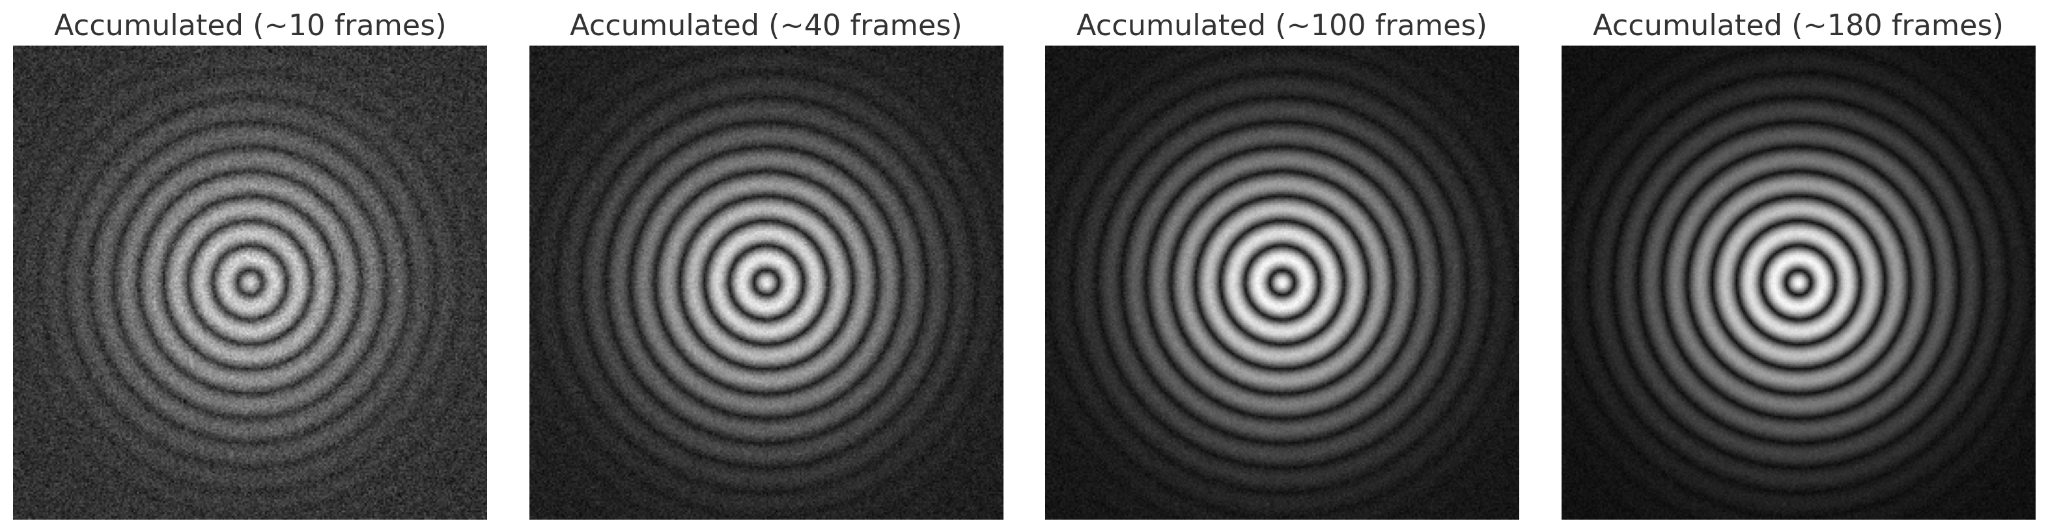 Accumulated (~10 frames)
Accumulated (~40 frames)
Accumulated (~100 frames)
Accumulated (~180 frames)